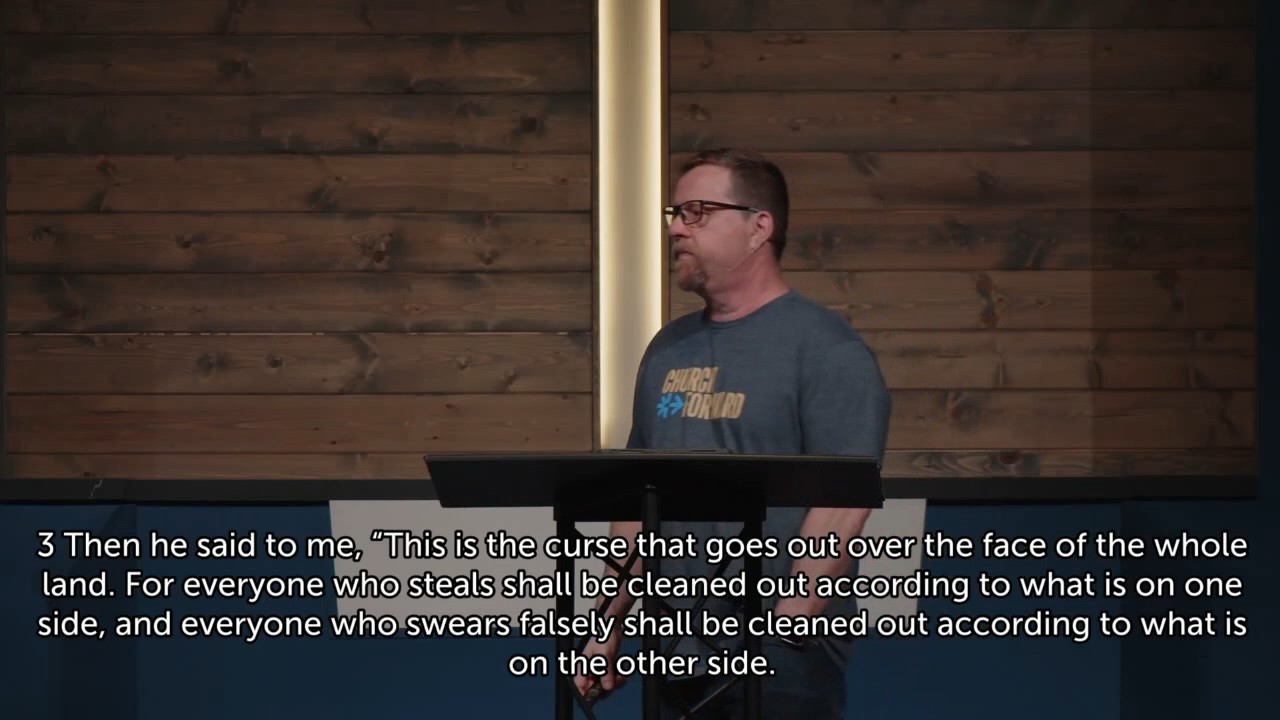 CHURCH
FORWARD
3 Then he said to me, “This is the curse that goes out over the face of the whole
land. For everyone who steals shall be cleaned out according to what is on one
side, and everyone who swears falsely shall be cleaned out according to what is
on the other side.